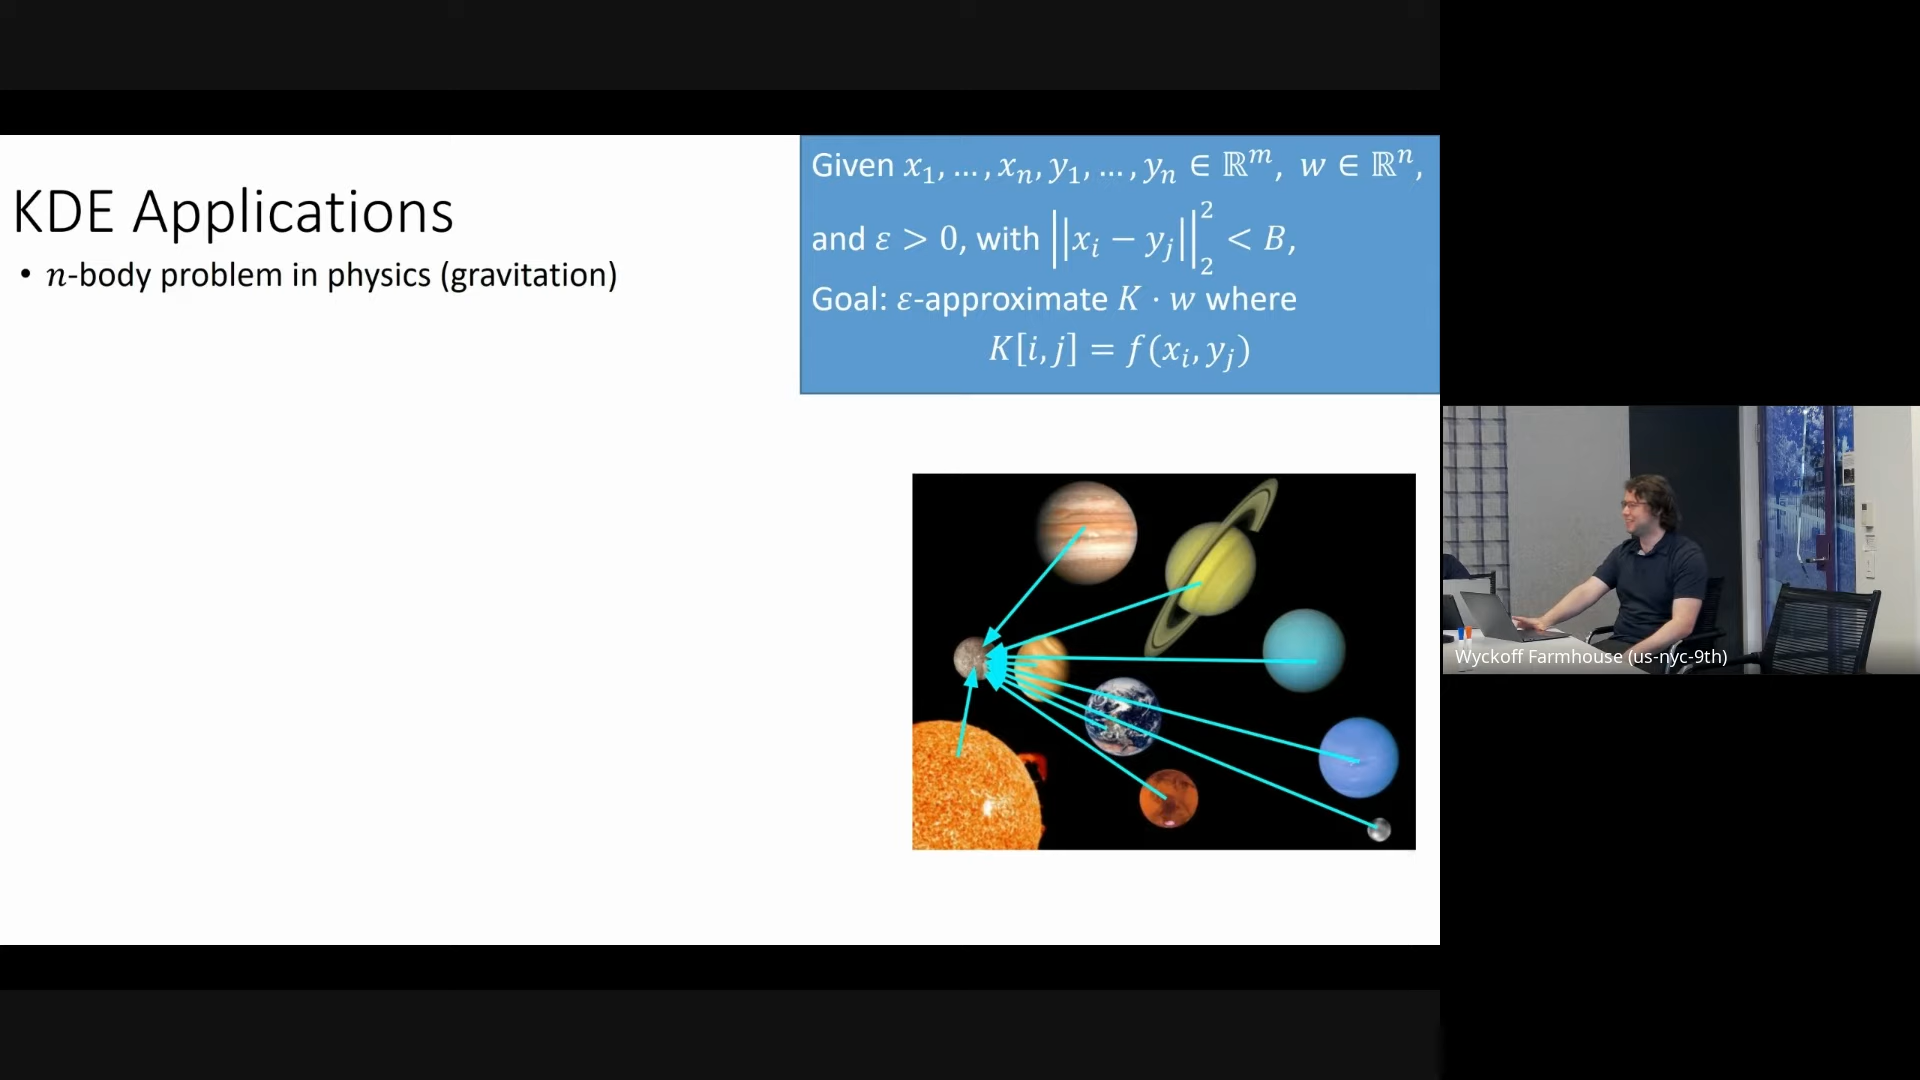 KDE Applications
• n-body problem in physics (gravitation)
Given x₁, …, xₙ, y₁, …, yₙ ∈ ℝᵐ, w ∈ ℝⁿ,
and ε > 0, with ||xᵢ − yⱼ||₂² < B,
Goal: ε-approximate K · w where
K[i, j] = f(xᵢ, yⱼ)
Wyckoff Farmhouse (us-nyc-9th)